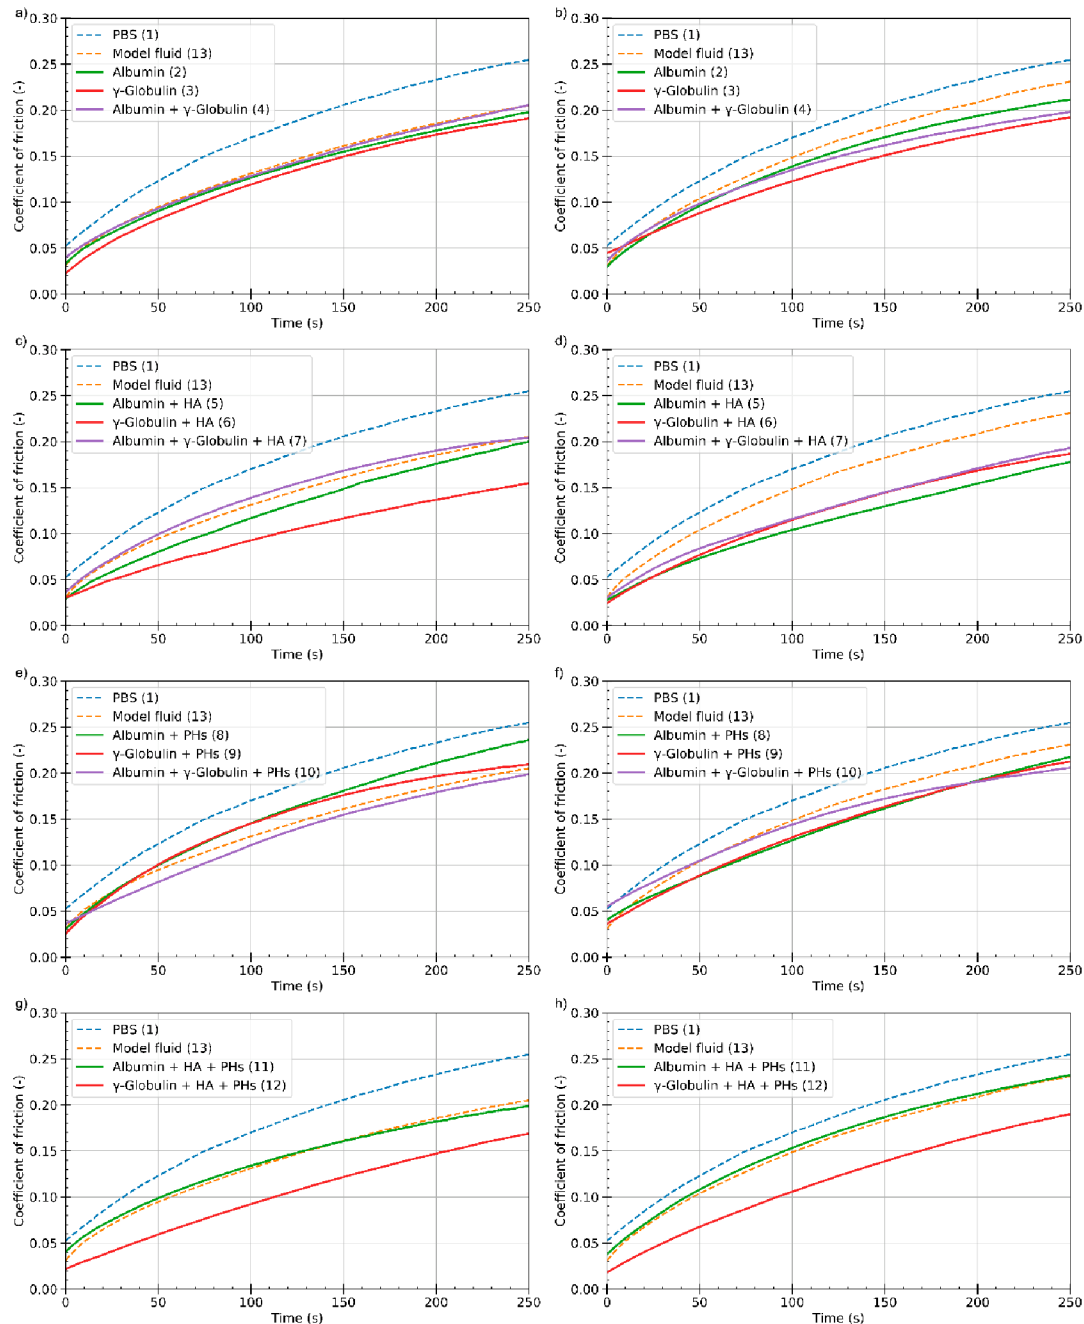 a)
0.30
0.25
0.20
0.15
0.10
0.05
0.00
Coefficient of friction (-)
PBS (1)
Model fluid (13)
Albumin (2)
γ-Globulin (3)
Albumin + γ-Globulin (4)
0 50 100 150 200 250
Time (s)
b)
0.30
0.25
0.20
0.15
0.10
0.05
0.00
Coefficient of friction (-)
PBS (1)
Model fluid (13)
Albumin (2)
γ-Globulin (3)
Albumin + γ-Globulin (4)
0 50 100 150 200 250
Time (s)
c)
0.30
0.25
0.20
0.15
0.10
0.05
0.00
Coefficient of friction (-)
PBS (1)
Model fluid (13)
Albumin + HA (5)
γ-Globulin + HA (6)
Albumin + γ-Globulin + HA (7)
0 50 100 150 200 250
Time (s)
d)
0.30
0.25
0.20
0.15
0.10
0.05
0.00
Coefficient of friction (-)
PBS (1)
Model fluid (13)
Albumin + HA (5)
γ-Globulin + HA (6)
Albumin + γ-Globulin + HA (7)
0 50 100 150 200 250
Time (s)
e)
0.30
0.25
0.20
0.15
0.10
0.05
0.00
Coefficient of friction (-)
PBS (1)
Model fluid (13)
Albumin + PHs (8)
γ-Globulin + PHs (9)
Albumin + γ-Globulin + PHs (10)
0 50 100 150 200 250
Time (s)
f)
0.30
0.25
0.20
0.15
0.10
0.05
0.00
Coefficient of friction (-)
PBS (1)
Model fluid (13)
Albumin + PHs (8)
γ-Globulin + PHs (9)
Albumin + γ-Globulin + PHs (10)
0 50 100 150 200 250
Time (s)
g)
0.30
0.25
0.20
0.15
0.10
0.05
0.00
Coefficient of friction (-)
PBS (1)
Model fluid (13)
Albumin + HA + PHs (11)
γ-Globulin + HA + PHs (12)
0 50 100 150 200 250
Time (s)
h)
0.30
0.25
0.20
0.15
0.10
0.05
0.00
Coefficient of friction (-)
PBS (1)
Model fluid (13)
Albumin + HA + PHs (11)
γ-Globulin + HA + PHs (12)
0 50 100 150 200 250
Time (s)